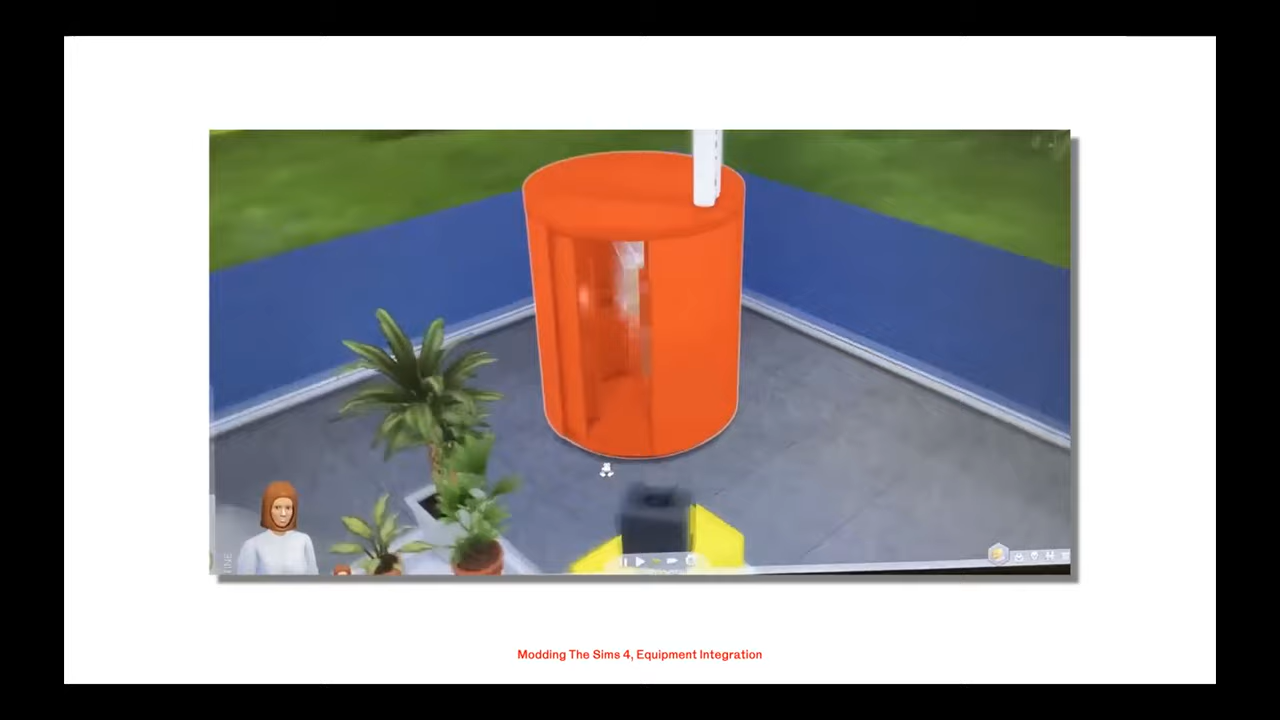 Modding The Sims 4, Equipment Integration